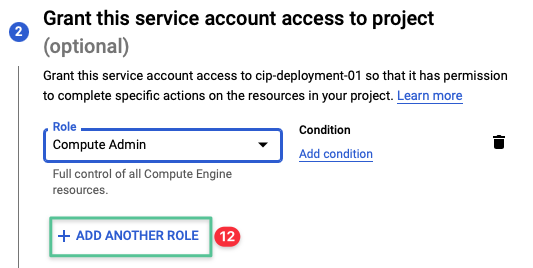 2
Grant this service account access to project
(optional)
Grant this service account access to cip-deployment-01 so that it has permission
to complete specific actions on the resources in your project. Learn more
Role
Compute Admin
Condition
Add condition
Full control of all Compute Engine
resources.
+ ADD ANOTHER ROLE
12